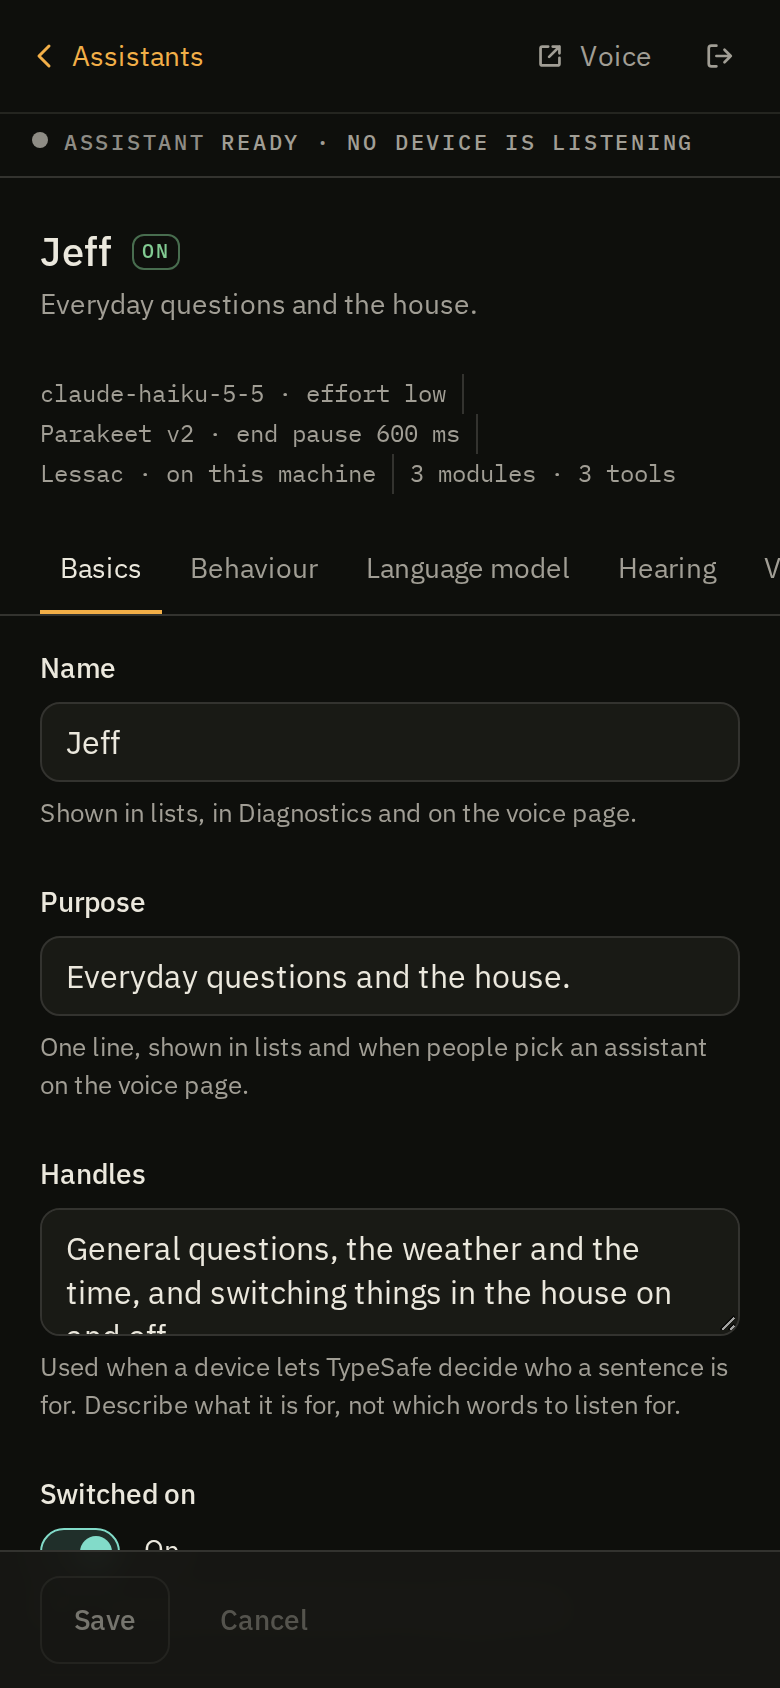 Assistants
Voice
ASSISTANT READY · NO DEVICE IS LISTENING
Jeff
ON
Everyday questions and the house.
claude-haiku-5-5 · effort low
Parakeet v2 · end pause 600 ms
Lessac · on this machine
3 modules · 3 tools
Basics
Behaviour
Language model
Hearing
V
Name
Jeff
Shown in lists, in Diagnostics and on the voice page.
Purpose
Everyday questions and the house.
One line, shown in lists and when people pick an assistant
on the voice page.
Handles
General questions, the weather and the
time, and switching things in the house on
and off
Used when a device lets TypeSafe decide who a sentence is
for. Describe what it is for, not which words to listen for.
Switched on
On
Save
Cancel